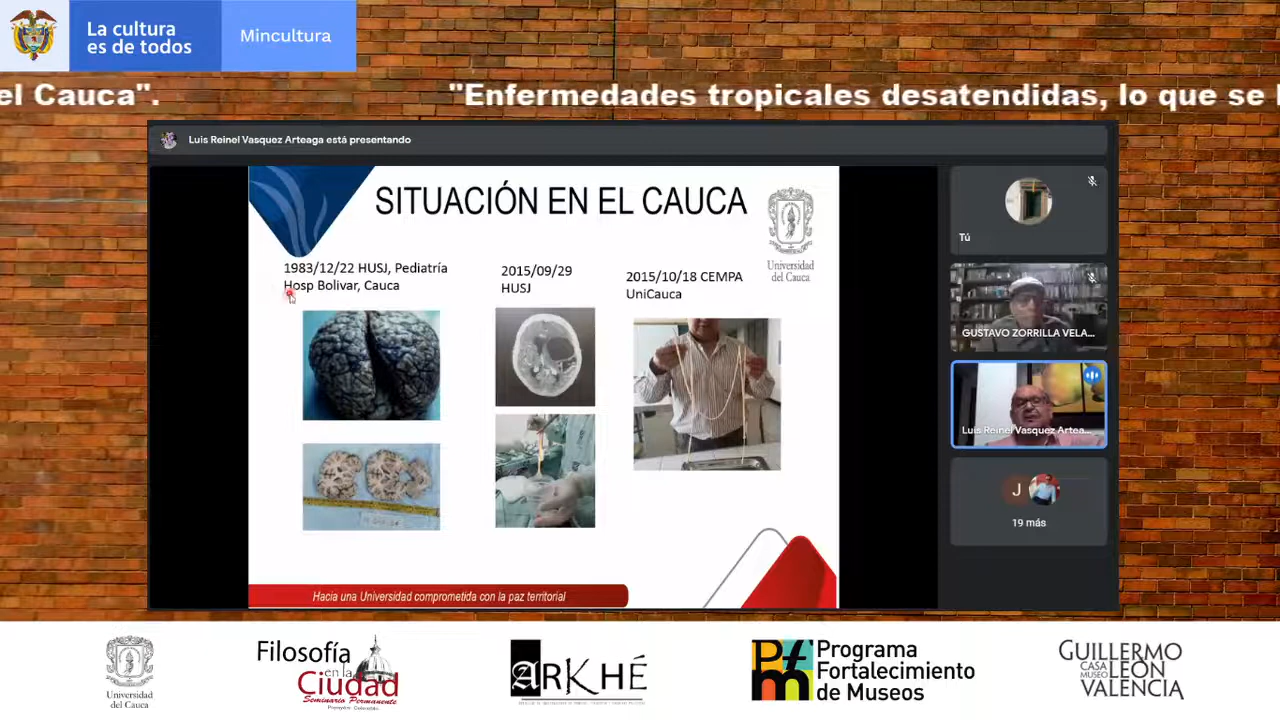 La cultura
es de todos
Mincultura
el Cauca".
"Enfermedades tropicales desatendidas, lo que se
Luis Reinel Vasquez Arteaga está presentando
SITUACIÓN EN EL CAUCA
Universidad
del Cauca
1983/12/22 HUSJ, Pediatría
Hosp Bolivar, Cauca
2015/09/29
HUSJ
2015/10/18 CEMPA
UniCauca
Hacia una Universidad comprometida con la paz territorial
Tú
GUSTAVO ZORRILLA VELA...
Luis Reinel Vasquez Artea...
J
19 más
Universidad
del Cauca
Filosofía
en la
Ciudad
Seminario Permanente
ARKHÉ
Pfm
Programa
Fortalecimiento
de Museos
GUILLERMO
CASA
MUSEO
LEÓN
VALENCIA